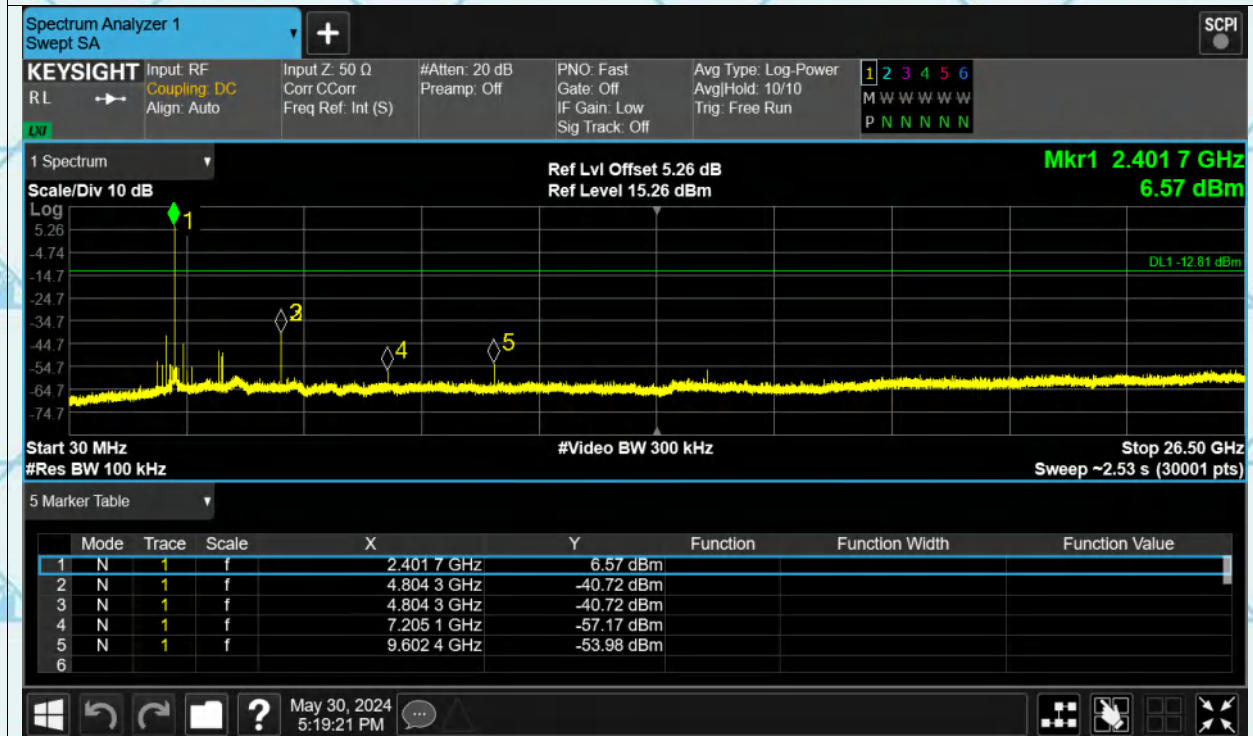 Spectrum Analyzer 1
Swept SA
+
SCPI
KEYSIGHT
RL
LXI
Input: RF
Coupling: DC
Align: Auto
Input Z: 50 Ω
Corr CCorr
Freq Ref: Int (S)
#Atten: 20 dB
Preamp: Off
PNO: Fast
Gate: Off
IF Gain: Low
Sig Track: Off
Avg Type: Log-Power
Avg|Hold: 10/10
Trig: Free Run
1 2 3 4 5 6
M W W W W W
P N N N N N
1 Spectrum
Scale/Div 10 dB
Ref Lvl Offset 5.26 dB
Ref Level 15.26 dBm
Mkr1 2.401 7 GHz
6.57 dBm
Log
5.26
-4.74
-14.7
-24.7
-34.7
-44.7
-54.7
-64.7
-74.7
1
3
4
5
DL1 -12.81 dBm
Start 30 MHz
#Res BW 100 kHz
#Video BW 300 kHz
Stop 26.50 GHz
Sweep ~2.53 s (30001 pts)
5 Marker Table
Mode Trace Scale X Y Function Function Width Function Value
1 N 1 f 2.401 7 GHz 6.57 dBm
2 N 1 f 4.804 3 GHz -40.72 dBm
3 N 1 f 4.804 3 GHz -40.72 dBm
4 N 1 f 7.205 1 GHz -57.17 dBm
5 N 1 f 9.602 4 GHz -53.98 dBm
6
?
May 30, 2024
5:19:21 PM